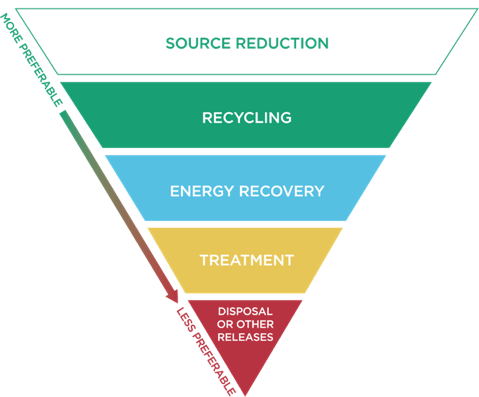 MORE PREFERABLE
SOURCE REDUCTION
RECYCLING
ENERGY RECOVERY
TREATMENT
DISPOSAL
OR OTHER
RELEASES
LESS PREFERABLE